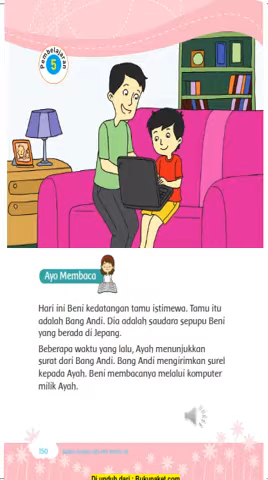 Pembelajaran
5
Ayo Membaca
Hari ini Beni kedatangan tamu istimewa. Tamu itu
adalah Bang Andi. Dia adalah saudara sepupu Beni
yang berada di Jepang.
Beberapa waktu yang lalu, Ayah menunjukkan
surat dari Bang Andi. Bang Andi mengirimkan surel
kepada Ayah. Beni membacanya melalui komputer
milik Ayah.
150
Di unduh dari : Bukupaket.com